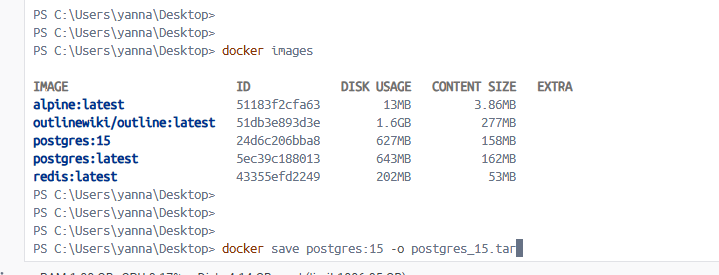 PS C:\Users\yanna\Desktop>
PS C:\Users\yanna\Desktop>
PS C:\Users\yanna\Desktop> docker images
IMAGE ID DISK USAGE CONTENT SIZE EXTRA
alpine:latest 51183f2cfa63 13MB 3.86MB
outlinewiki/outline:latest 51db3e893d3e 1.6GB 277MB
postgres:15 24d6c206bba8 627MB 158MB
postgres:latest 5ec39c188013 643MB 162MB
redis:latest 43355efd2249 202MB 53MB
PS C:\Users\yanna\Desktop>
PS C:\Users\yanna\Desktop>
PS C:\Users\yanna\Desktop>
PS C:\Users\yanna\Desktop> docker save postgres:15 -o postgres_15.tar